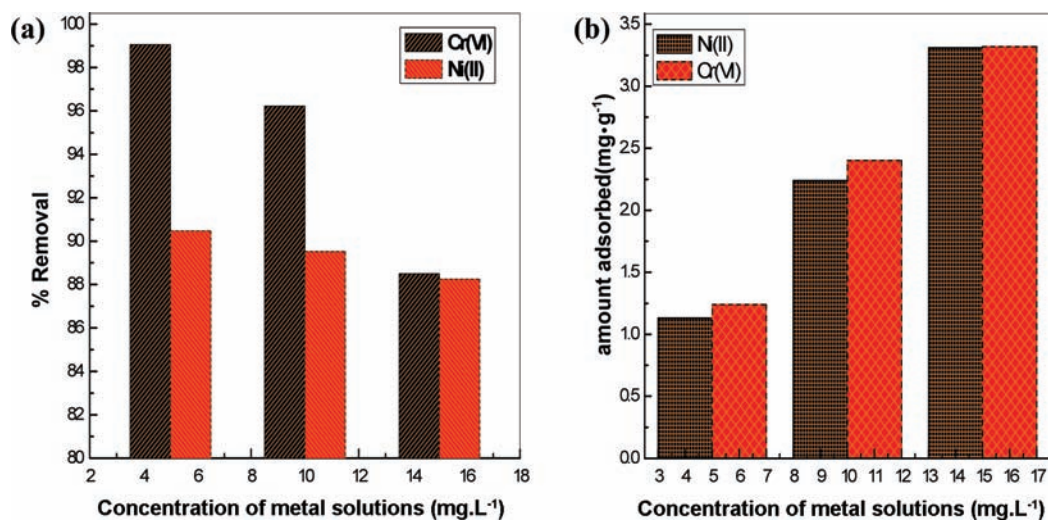 (a)
100
98
96
94
92
90
88
86
84
82
80
% Removal
Cr(VI)
Ni(II)
2 4 6 8 10 12 14 16 18
Concentration of metal solutions (mg.L-1)
(b)
3.5
3.0
2.5
2.0
1.5
1.0
0.5
0.0
amount adsorbed(mg·g-1)
Ni(II)
Cr(VI)
3 4 5 6 7 8 9 10 11 12 13 14 15 16 17
Concentration of metal solutions (mg.L-1)